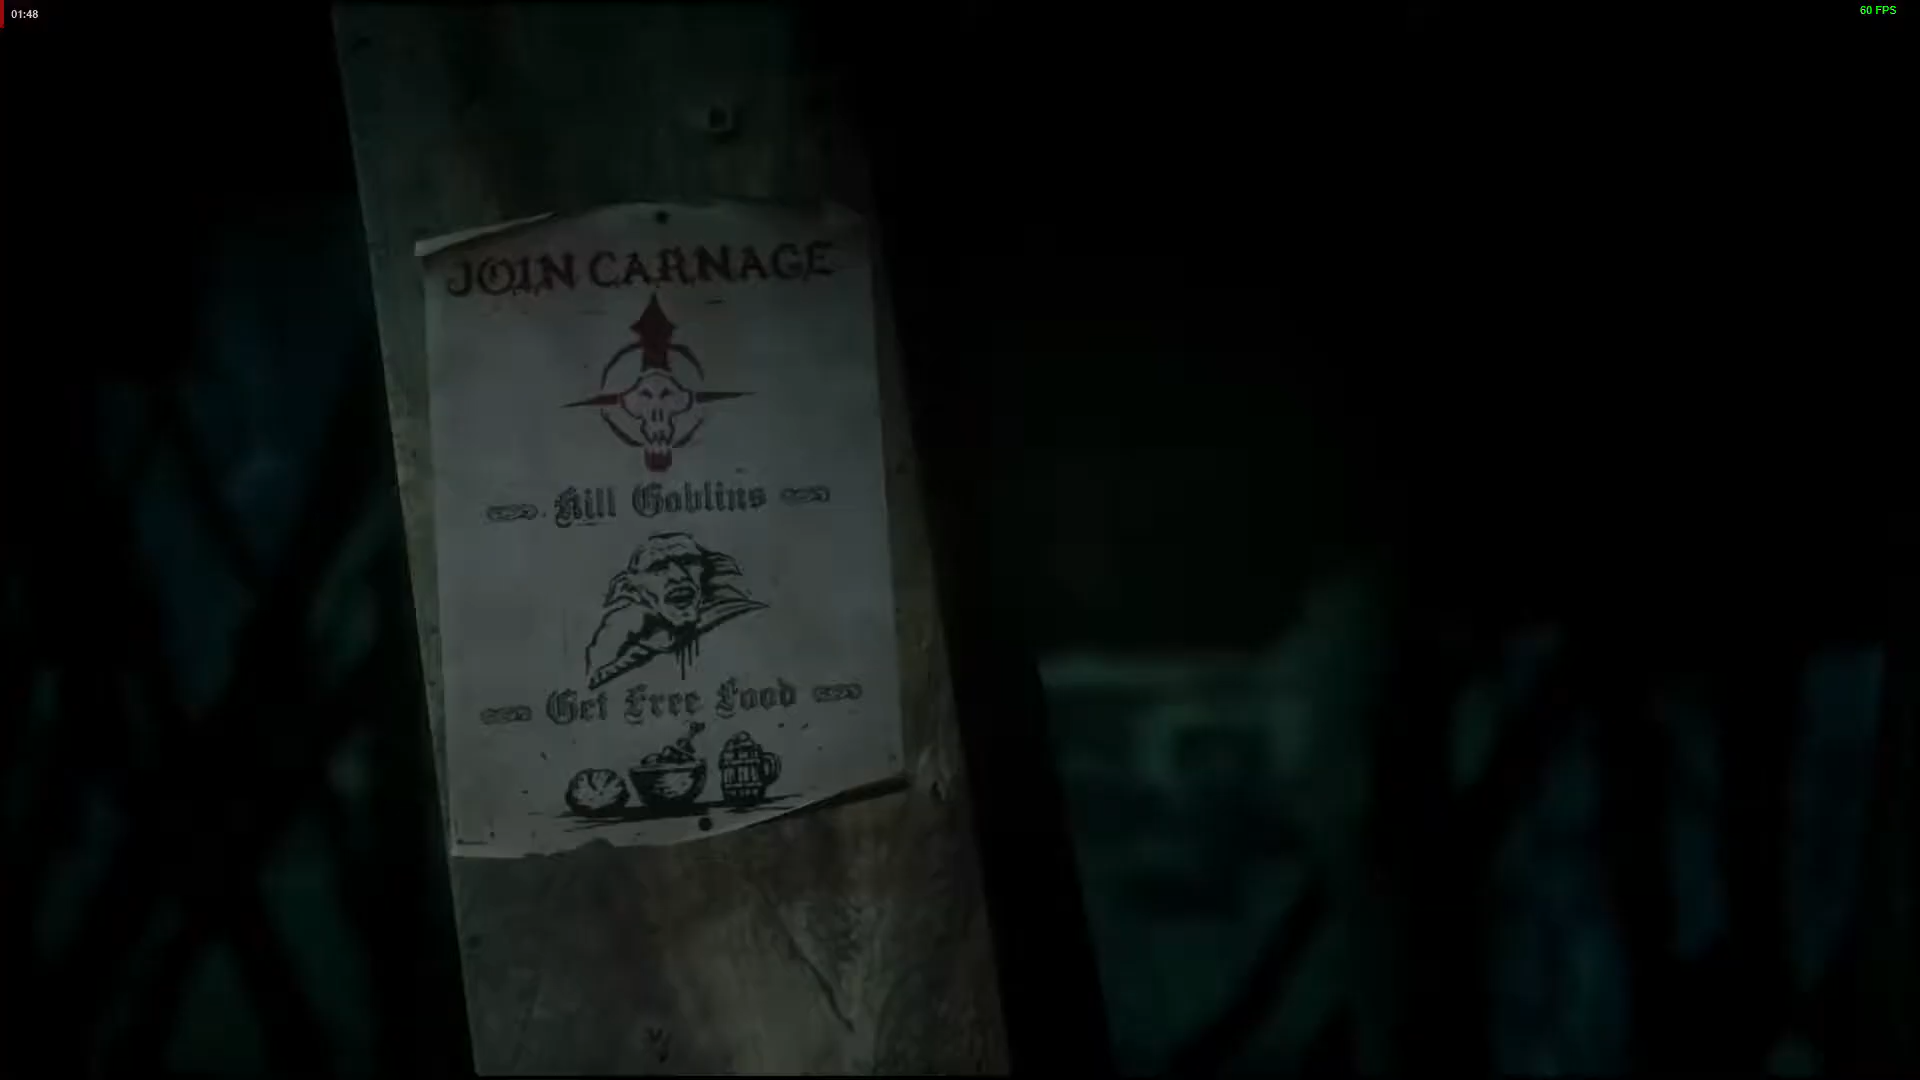 01:48
60 FPS
JOIN CARNAGE
Kill Goblins
Get Free Food